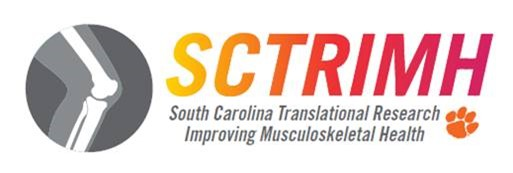 SCTRIMH
South Carolina Translational Research
Improving Musculoskeletal Health